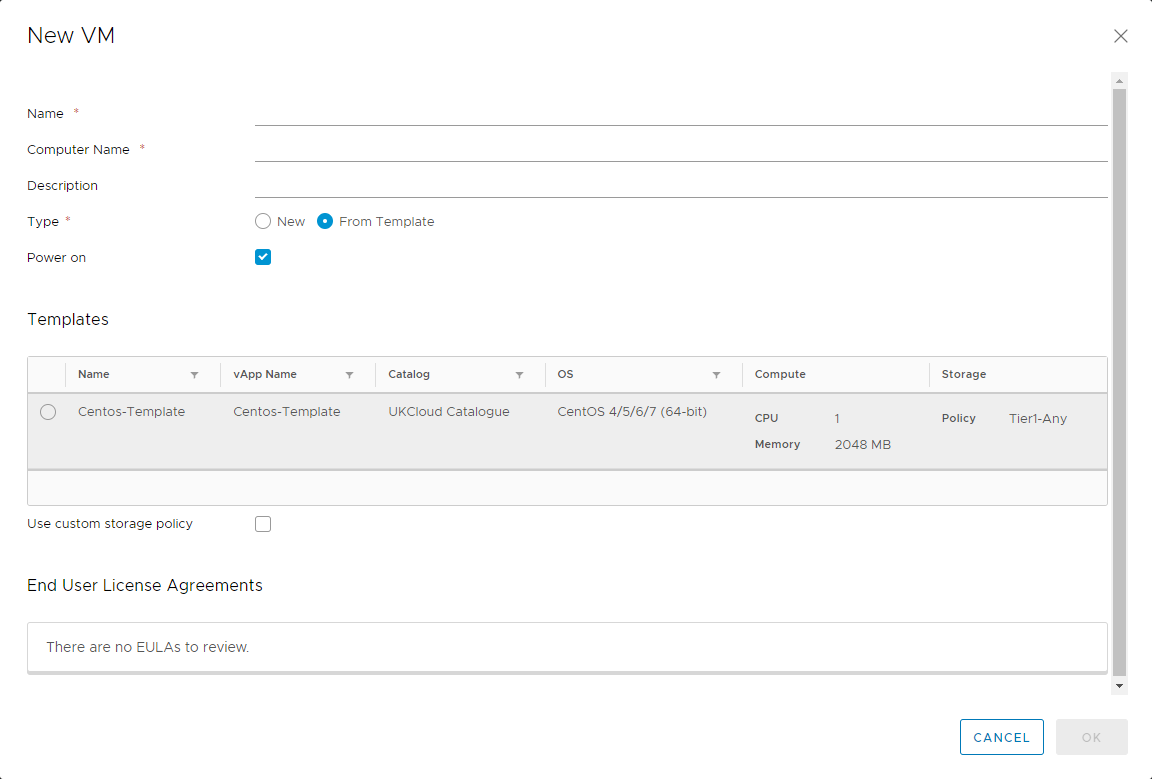 New VM
Name *
Computer Name *
Description
Type * New From Template
Power on
Templates
Name vApp Name Catalog OS Compute Storage
Centos-Template Centos-Template UKCloud Catalogue CentOS 4/5/6/7 (64-bit) CPU 1 Policy Tier1-Any
Memory 2048 MB
Use custom storage policy
End User License Agreements
There are no EULAs to review.
CANCEL OK